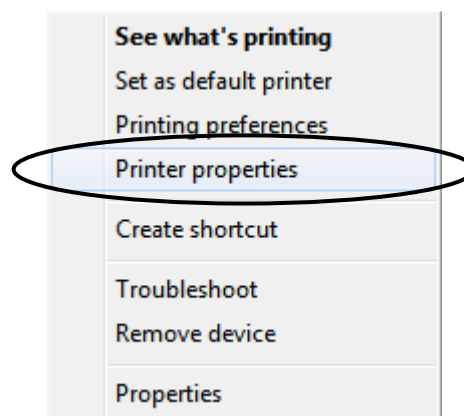 See what's printing
Set as default printer
Printing preferences
Printer properties
Create shortcut
Troubleshoot
Remove device
Properties